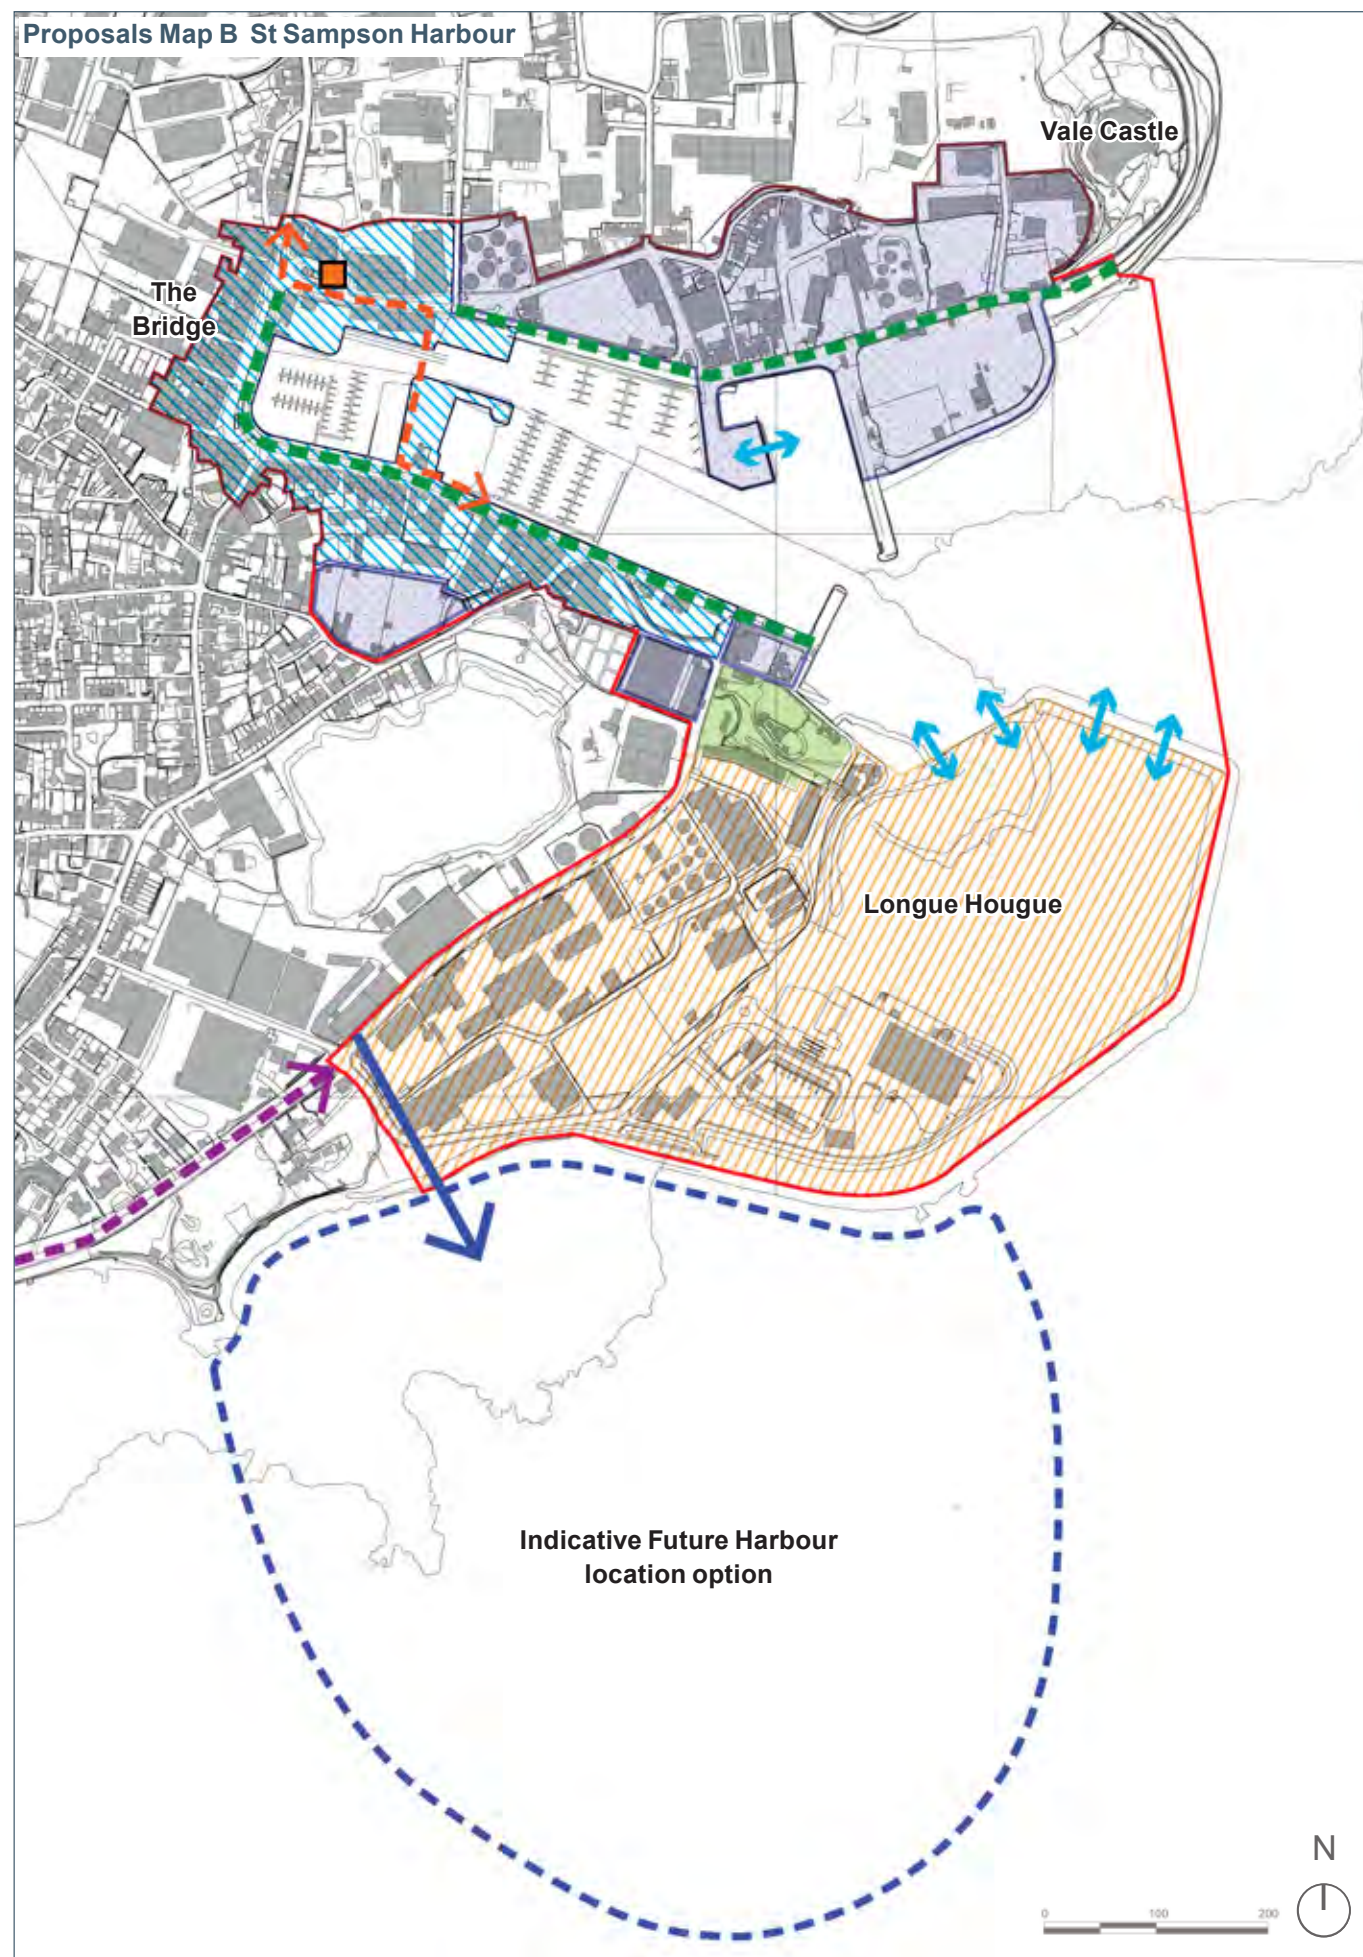 Proposals Map B  St Sampson Harbour
Vale Castle
The
Bridge
Longue Hougue
Indicative Future Harbour
location option
N
0 100 200